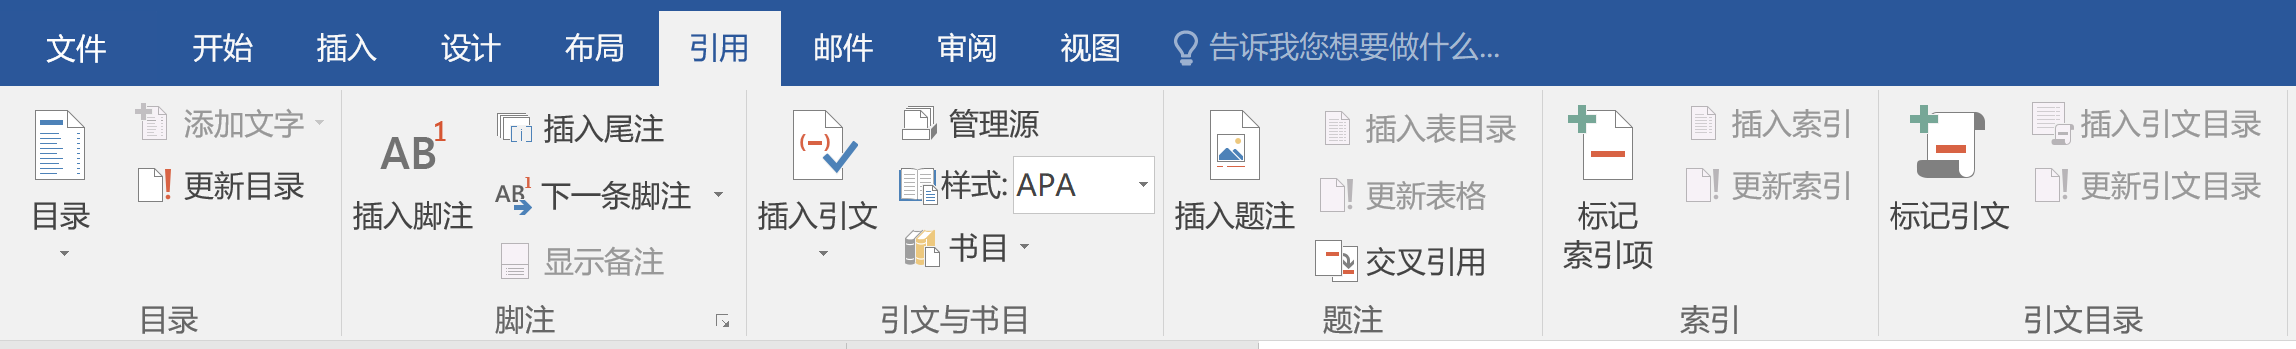 文件 开始 插入 设计 布局 引用 邮件 审阅 视图 告诉我您想要做什么...
目录
添加文字
更新目录
目录
AB1
插入脚注
插入尾注
AB1 下一条脚注
显示备注
脚注
插入引文
管理源
样式: APA
书目
引文与书目
插入题注
插入表目录
更新表格
交叉引用
题注
标记
索引项
插入索引
更新索引
索引
标记引文
插入引文目录
更新引文目录
引文目录